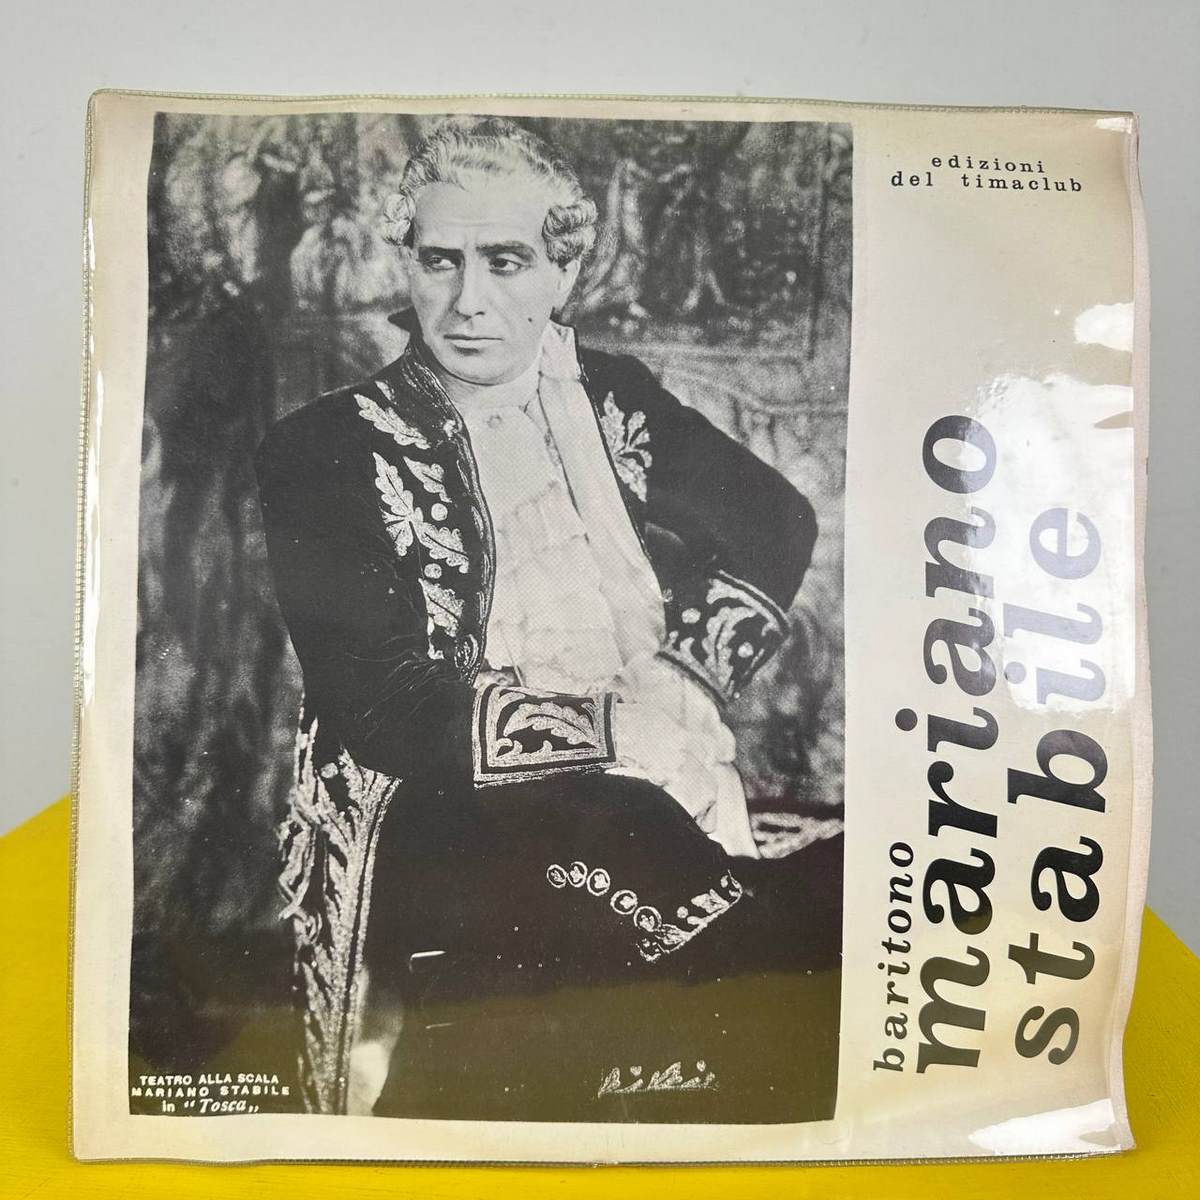 edizioni
del timaclub
baritono
mariano
stabile
TEATRO ALLA SCALA
MARIANO STABILE
in "Tosca„